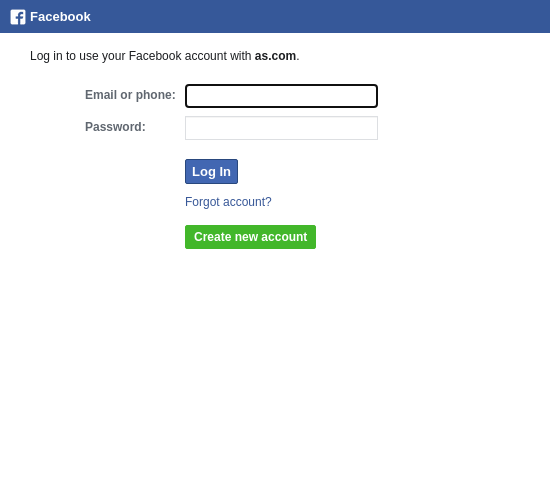 Facebook
Log in to use your Facebook account with as.com.
Email or phone:
Password:
Log In
Forgot account?
Create new account